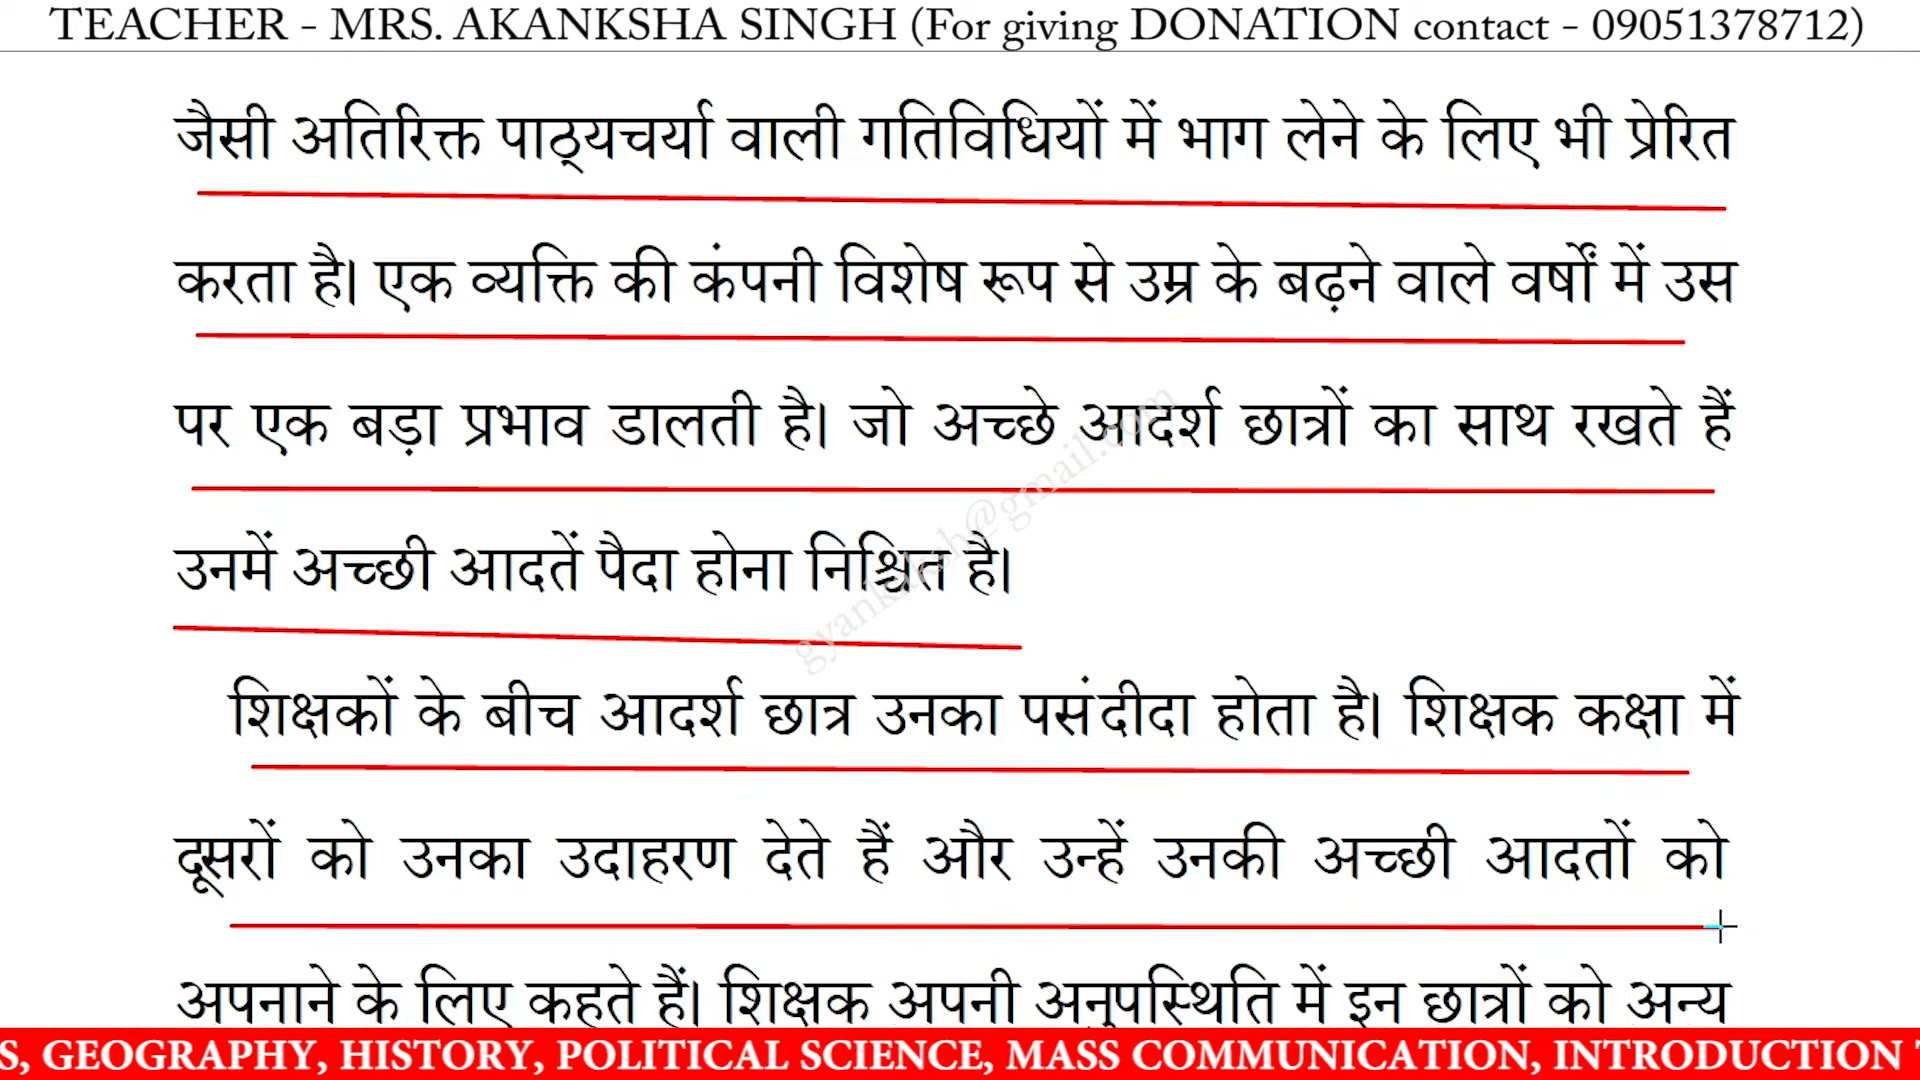 TEACHER - MRS. AKANKSHA SINGH (For giving DONATION contact - 09051378712)
जैसी अतिरिक्त पाठ्यचर्या वाली गतिविधियों में भाग लेने के लिए भी प्रेरित
करता है। एक व्यक्ति की कंपनी विशेष रूप से उम्र के बढ़ने वाले वर्षों में उस
पर एक बड़ा प्रभाव डालती है। जो अच्छे आदर्श छात्रों का साथ रखते हैं
उनमें अच्छी आदतें पैदा होना निश्चित है।
शिक्षकों के बीच आदर्श छात्र उनका पसंदीदा होता है। शिक्षक कक्षा में
दूसरों को उनका उदाहरण देते हैं और उन्हें उनकी अच्छी आदतों को
अपनाने के लिए कहते हैं। शिक्षक अपनी अनुपस्थिति में इन छात्रों को अन्य
S, GEOGRAPHY, HISTORY, POLITICAL SCIENCE, MASS COMMUNICATION, INTRODUCTION